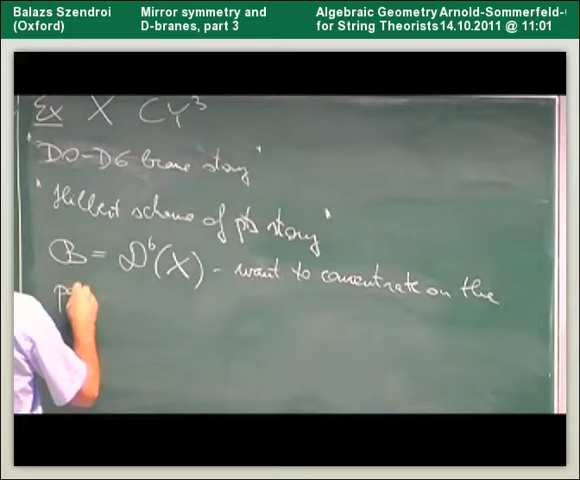 Balazs Szendroi
(Oxford)
Mirror symmetry and
D-branes, part 3
Algebraic Geometry
for String Theorists
Arnold-Sommerfeld-
14.10.2011 @ 11:01
Ex X CY³
"D0-D6 brane story"
"Hilbert scheme of pts story"
B = Dᵇ(X) - want to concentrate on the